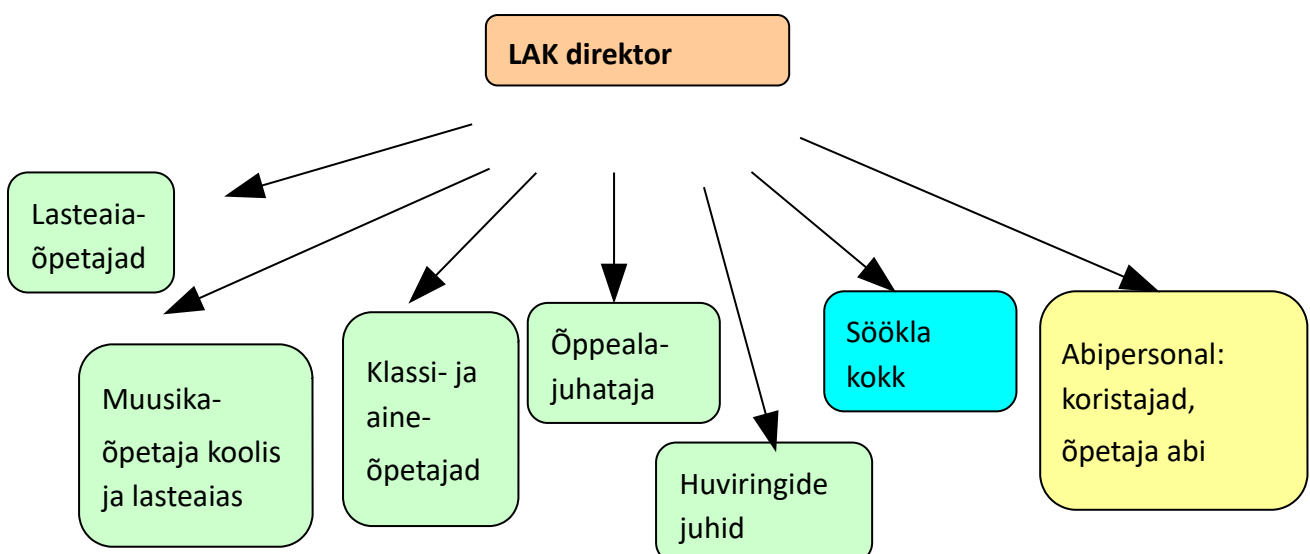 LAK direktor
Lasteaia-
õpetajad
Muusika-
õpetaja koolis
ja lasteaias
Klassi- ja
aine-
õpetajad
Õppeala-
juhataja
Huviringide
juhid
Söökla
kokk
Abipersonal:
koristajad,
õpetaja abi